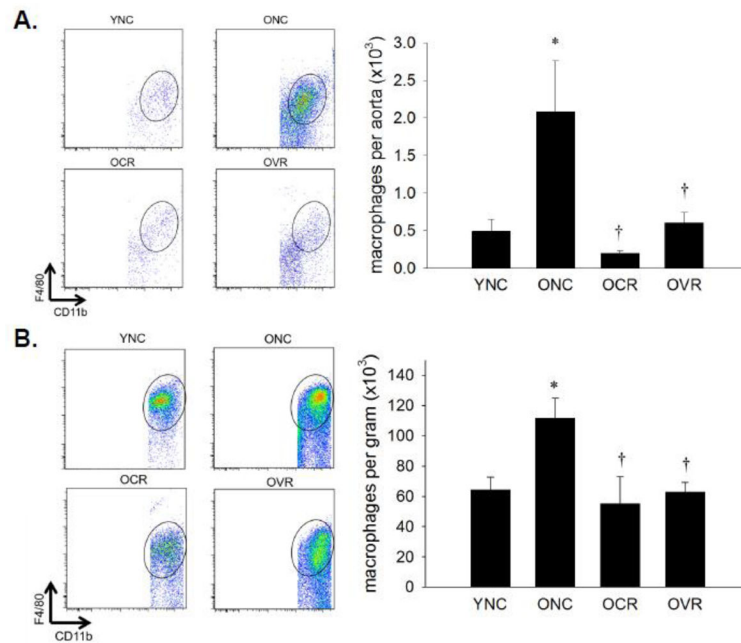 A.
YNC
ONC
OCR
OVR
F4/80
CD11b
macrophages per aorta (x10³)
3.0
2.5
2.0
1.5
1.0
0.5
0.0
*
†
†
YNC ONC OCR OVR
B.
YNC
ONC
OCR
OVR
F4/80
CD11b
macrophages per gram (x10³)
140
120
100
80
60
40
20
0
*
†
†
YNC ONC OCR OVR